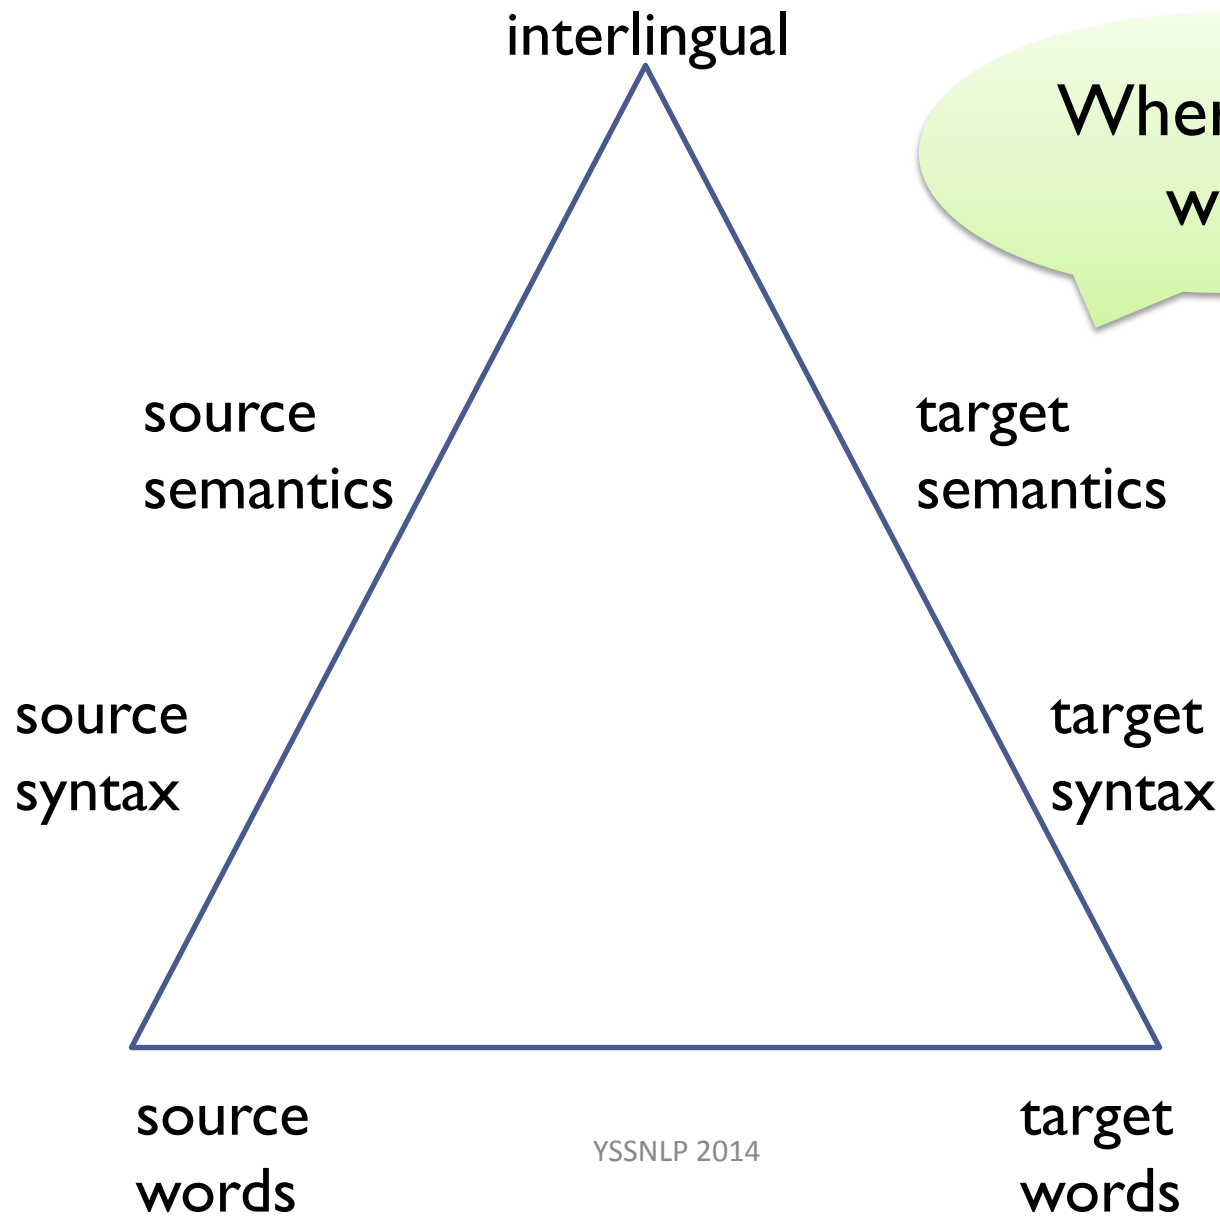 interlingual
source
semantics
target
semantics
source
syntax
target
syntax
source
words
YSSNLP 2014
target
words